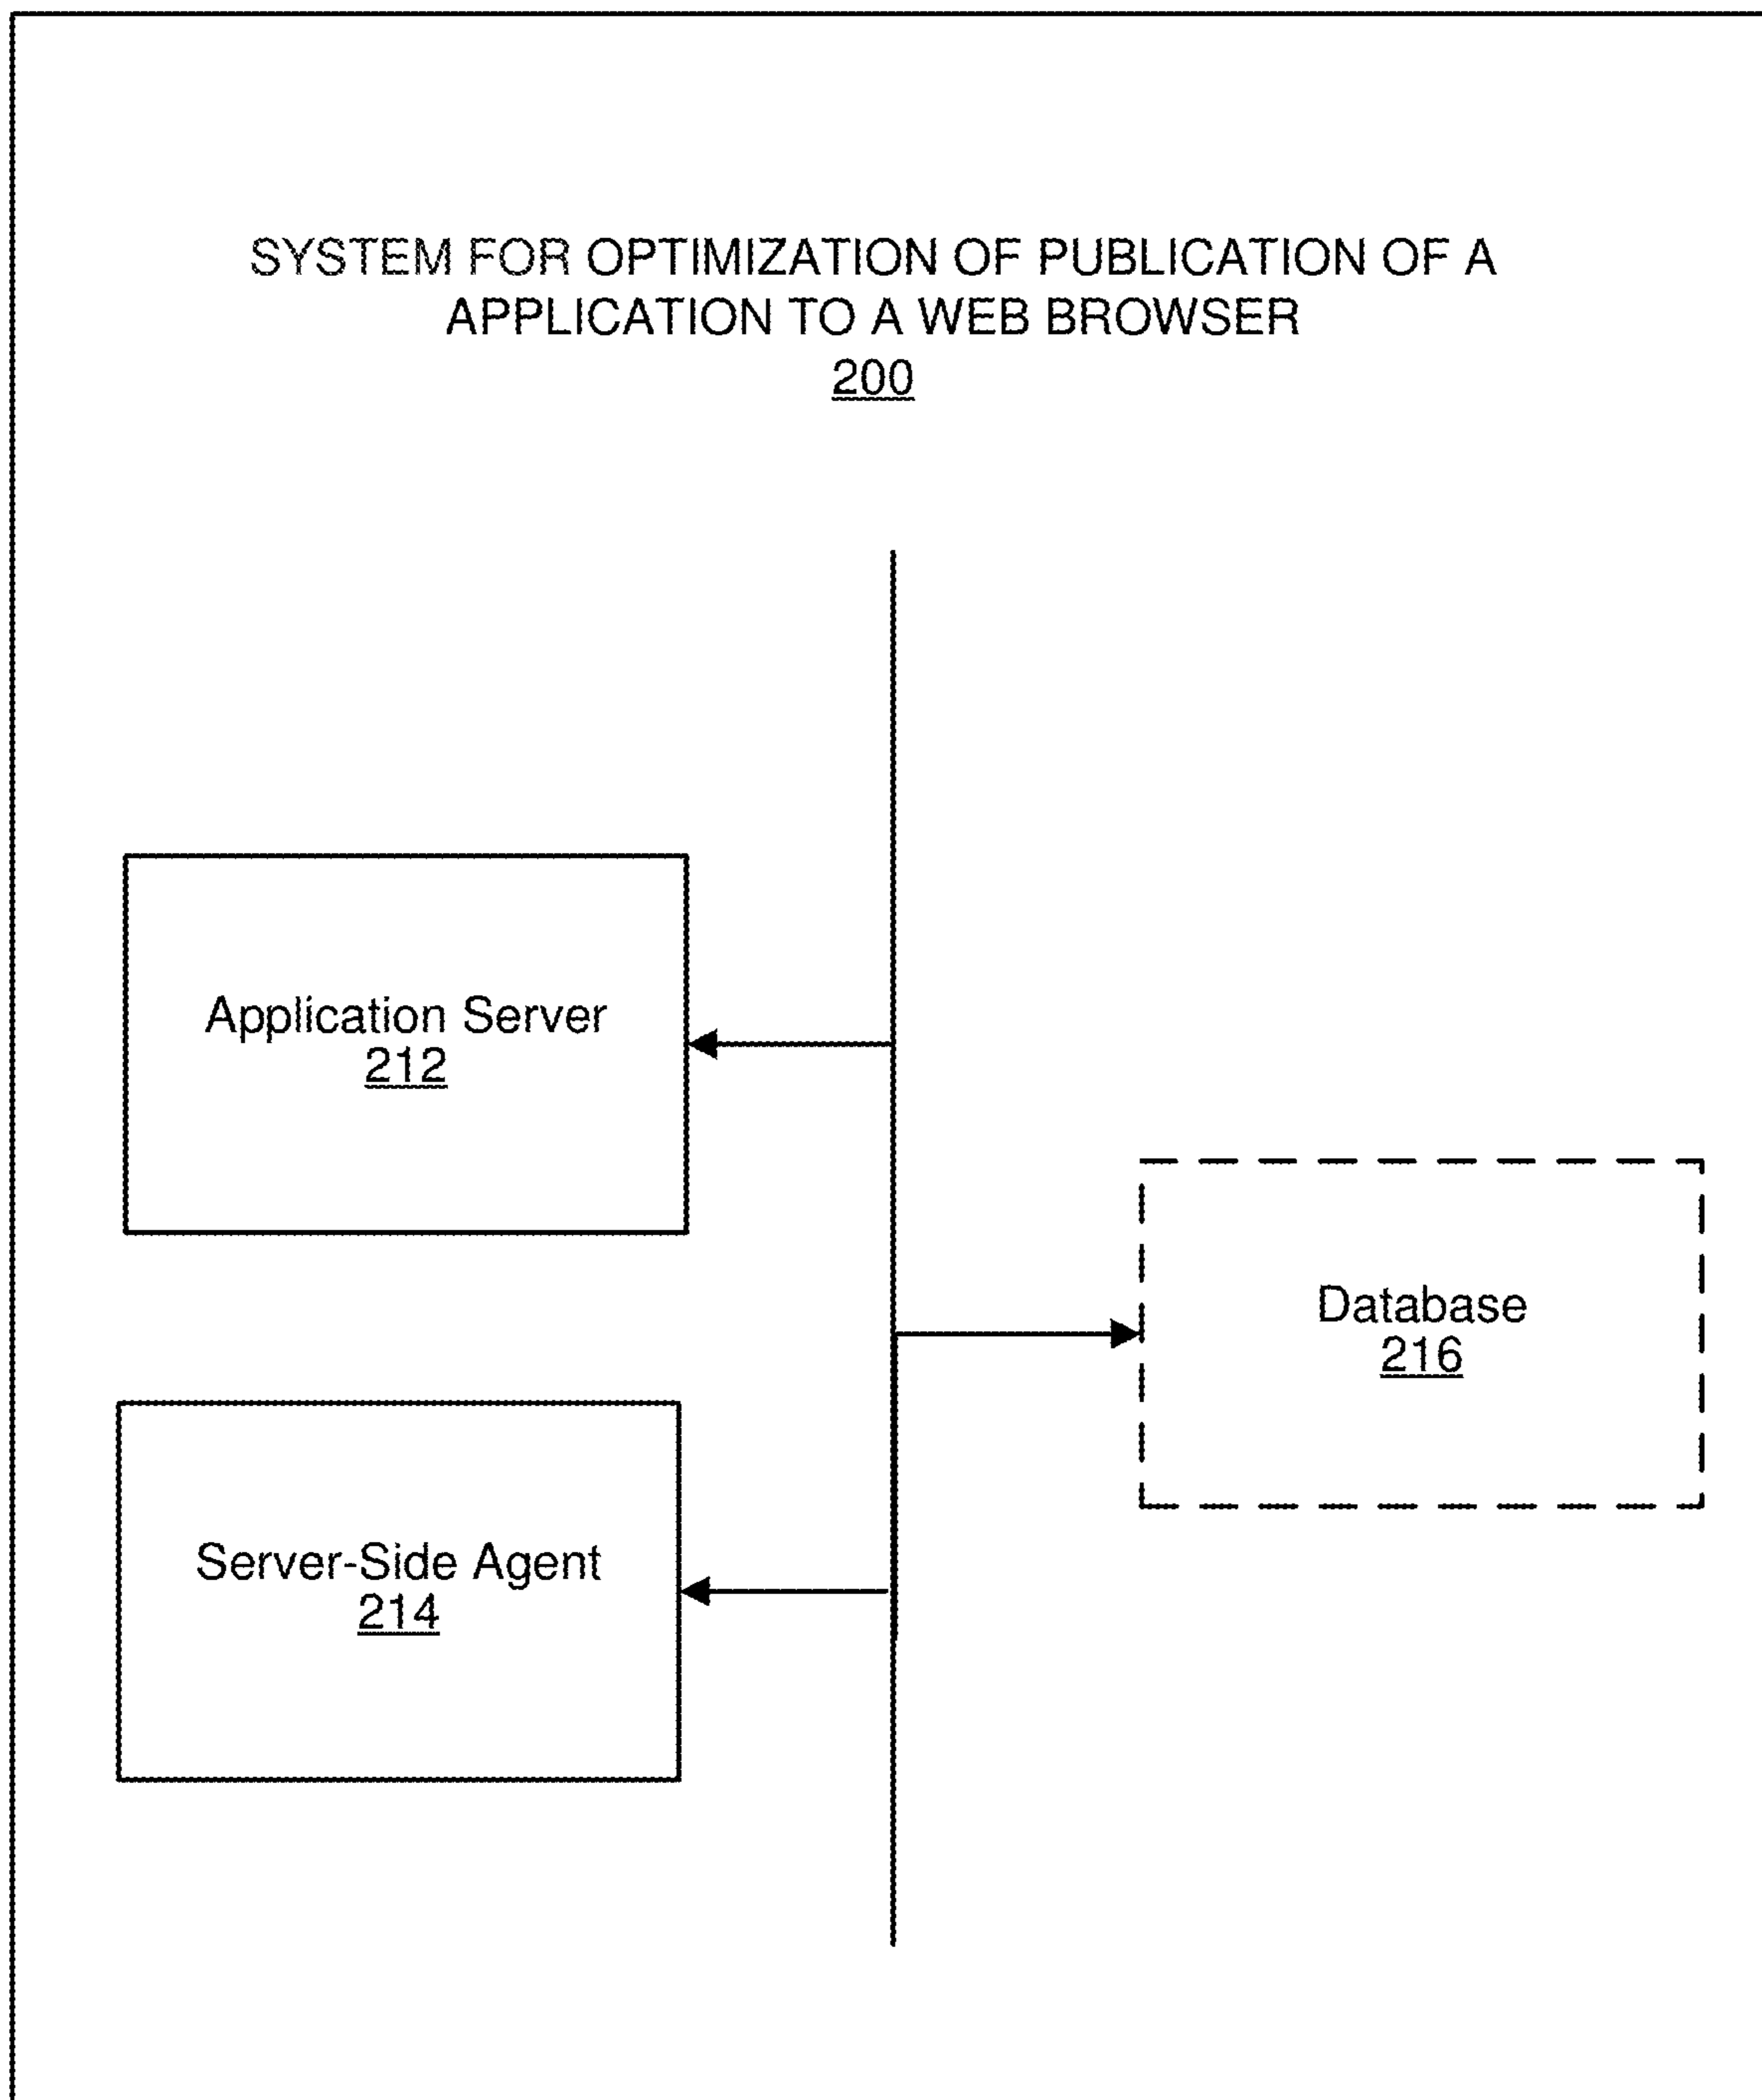 SYSTEM FOR OPTIMIZATION OF PUBLICATION OF A
APPLICATION TO A WEB BROWSER
200
Application Server
212
Database
216
Server-Side Agent
214